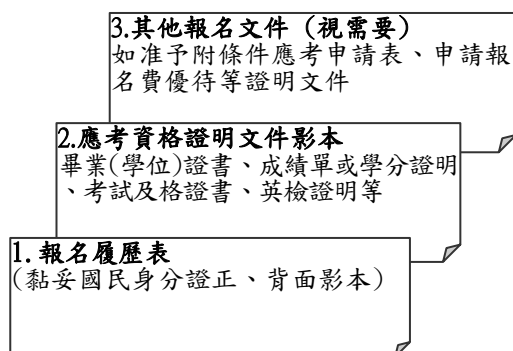 3.其他報名文件（視需要）
如准予附條件應考申請表、申請報
名費優待等證明文件
2.應考資格證明文件影本
畢業(學位)證書、成績單或學分證明
、考試及格證書、英檢證明等
1.報名履歷表
(黏妥國民身分證正、背面影本)